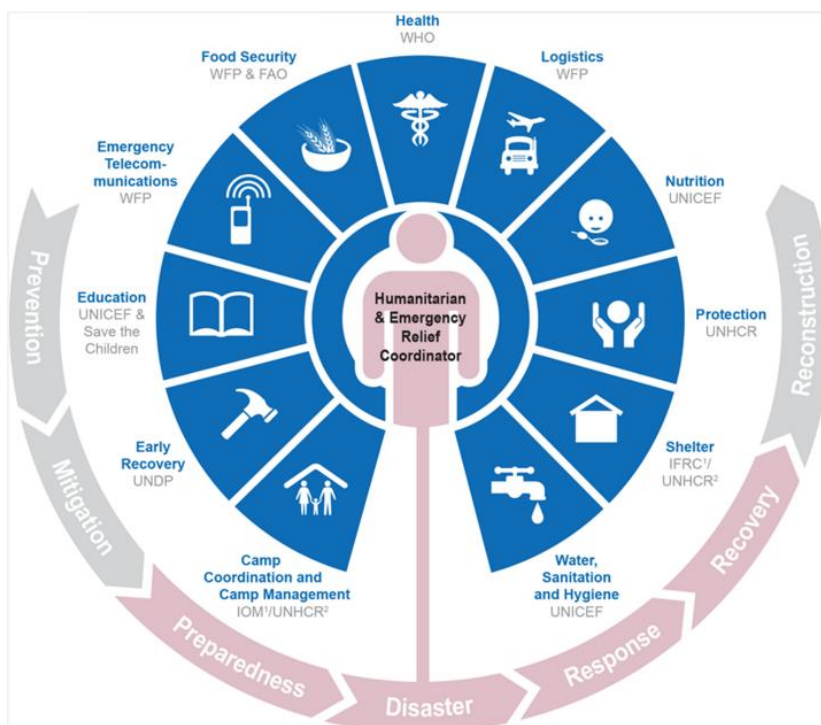 Health
WHO
Food Security
WFP & FAO
Logistics
WFP
Emergency
Telecom-
munications
WFP
Nutrition
UNICEF
Education
UNICEF &
Save the
Children
Humanitarian
& Emergency
Relief
Coordinator
Protection
UNHCR
Early
Recovery
UNDP
Shelter
IFRC¹/
UNHCR²
Camp
Coordination and
Camp Management
IOM¹/UNHCR²
Water,
Sanitation
and Hygiene
UNICEF
Prevention
Mitigation
Preparedness
Disaster
Response
Recovery
Reconstruction